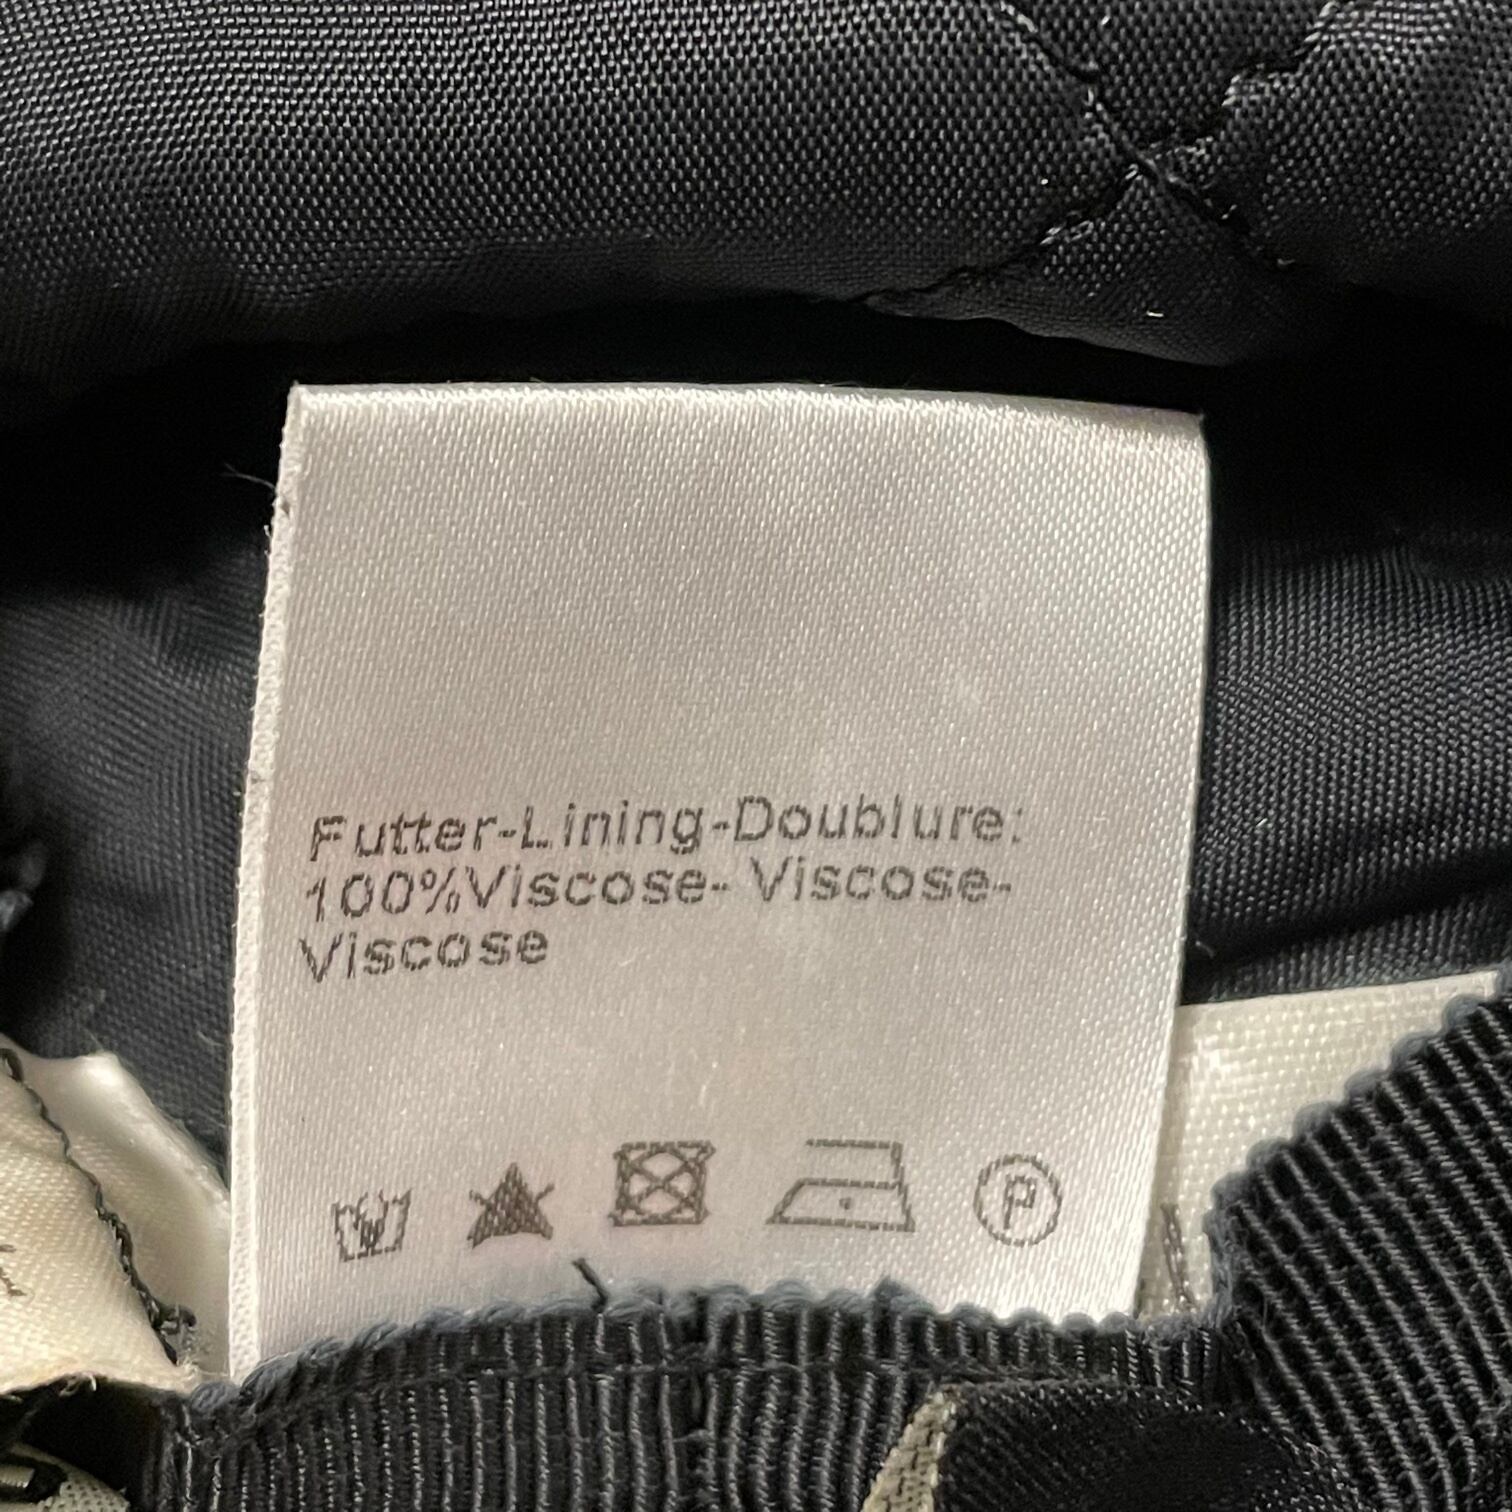 Futter-Lining-Doublure:
100%Viscose- Viscose-
Viscose
P